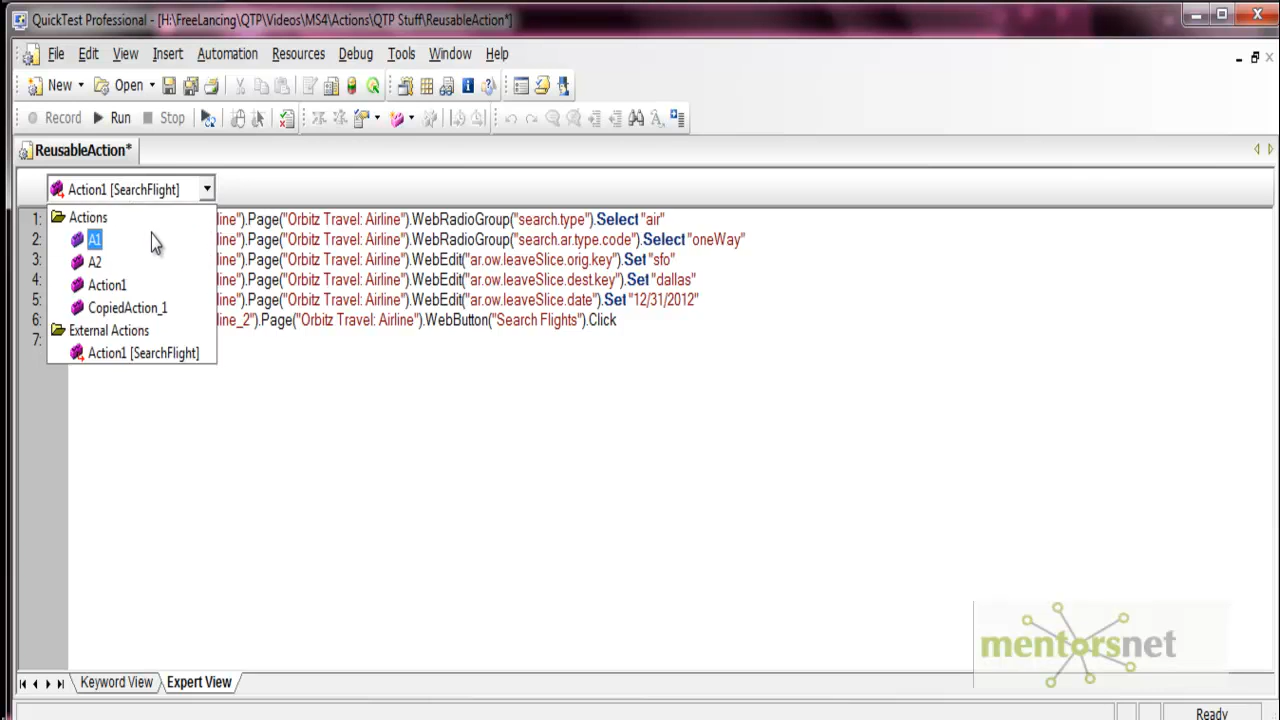 QuickTest Professional - [H:\FreeLancing\QTP\Videos\MS4\Actions\QTP Stuff\ReusableAction*]
File Edit View Insert Automation Resources Debug Tools Window Help
New Open
Record Run Stop
ReusableAction*
Action1 [SearchFlight]
Actions
A1
A2
Action1
CopiedAction_1
External Actions
Action1 [SearchFlight]
1: line").Page("Orbitz Travel: Airline").WebRadioGroup("search.type").Select "air"
2: line").Page("Orbitz Travel: Airline").WebRadioGroup("search.ar.type.code").Select "oneWay"
3: line").Page("Orbitz Travel: Airline").WebEdit("ar.ow.leaveSlice.orig.key").Set "sfo"
4: line").Page("Orbitz Travel: Airline").WebEdit("ar.ow.leaveSlice.dest.key").Set "dallas"
5: line").Page("Orbitz Travel: Airline").WebEdit("ar.ow.leaveSlice.date").Set "12/31/2012"
6: line_2").Page("Orbitz Travel: Airline").WebButton("Search Flights").Click
7:
mentorsnet
Keyword View Expert View
Ready